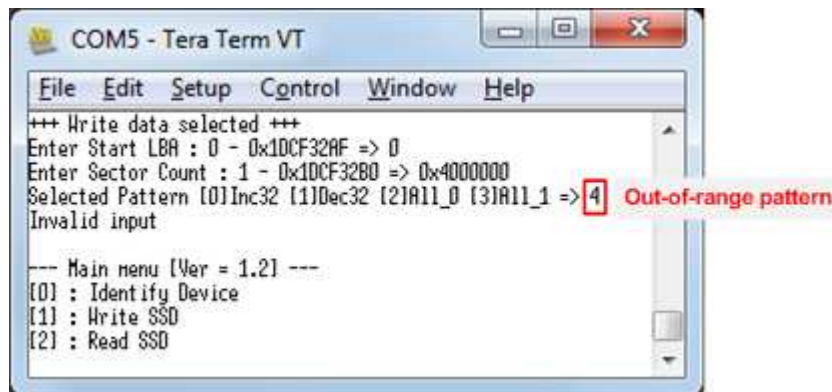 COM5 - Tera Term VT
File Edit Setup Control Window Help
+++ Write data selected +++
Enter Start LBA : 0 - 0x1DCF32AF => 0
Enter Sector Count : 1 - 0x1DCF32B0 => 0x4000000
Selected Pattern [0]Inc32 [1]Dec32 [2]All_0 [3]All_1 => 4 Out-of-range pattern
Invalid input
--- Main menu [Ver = 1.2] ---
[0] : Identify Device
[1] : Write SSD
[2] : Read SSD